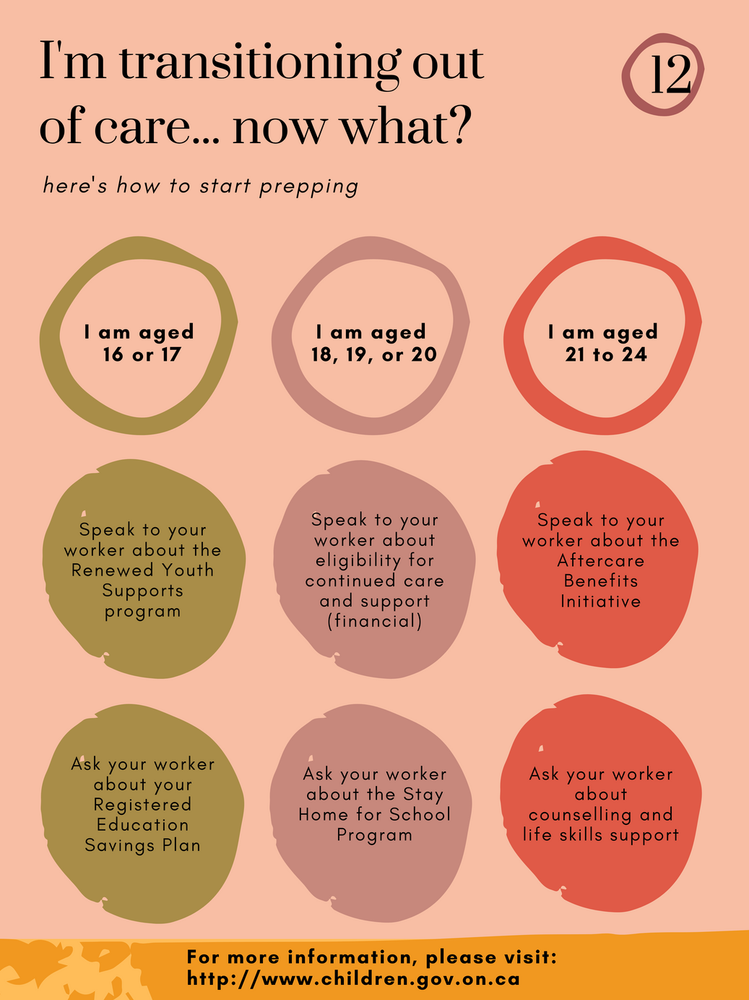 I'm transitioning out
of care... now what?
12
here's how to start prepping
I am aged
16 or 17
I am aged
18, 19, or 20
I am aged
21 to 24
Speak to your
worker about the
Renewed Youth
Supports
program
Speak to your
worker about
eligibility for
continued care
and support
(financial)
Speak to your
worker about the
Aftercare
Benefits
Initiative
Ask your worker
about your
Registered
Education
Savings Plan
Ask your worker
about the Stay
Home for School
Program
Ask your worker
about
counselling and
life skills support
For more information, please visit:
http://www.children.gov.on.ca